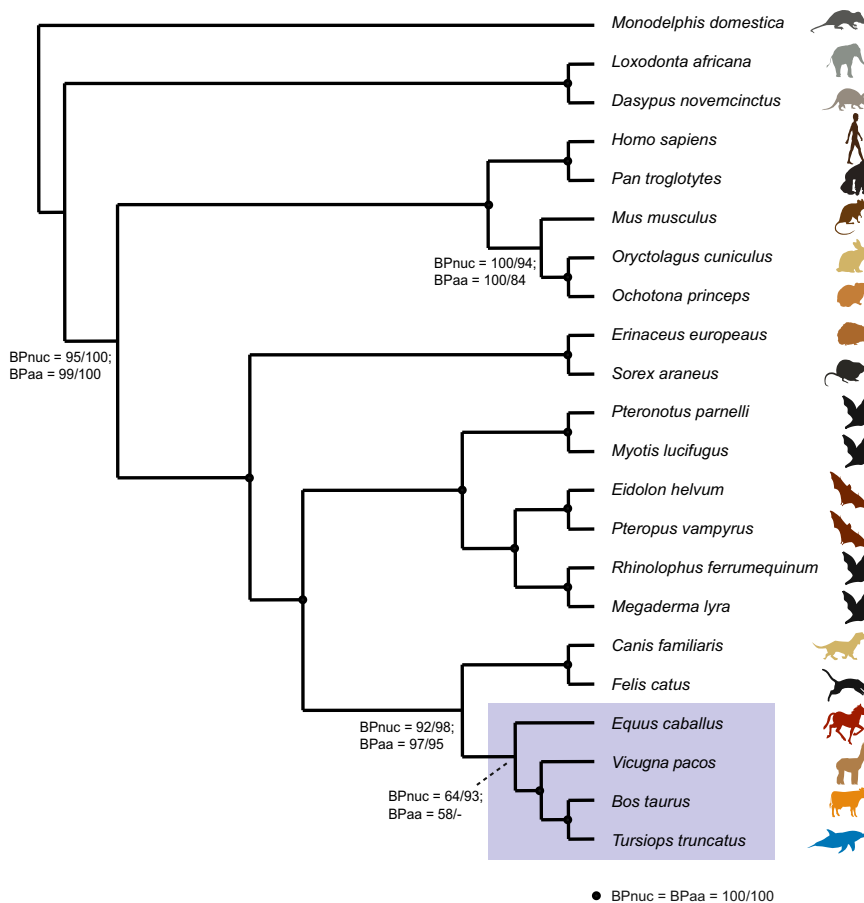 Monodelphis domestica
Loxodonta africana
Dasypus novemcinctus
Homo sapiens
Pan troglotytes
Mus musculus
BPnuc = 100/94;
BPaa = 100/84
Oryctolagus cuniculus
Ochotona princeps
Erinaceus europeaus
BPnuc = 95/100;
BPaa = 99/100
Sorex araneus
Pteronotus parnelli
Myotis lucifugus
Eidolon helvum
Pteropus vampyrus
Rhinolophus ferrumequinum
Megaderma lyra
Canis familiaris
Felis catus
Equus caballus
BPnuc = 92/98;
BPaa = 97/95
Vicugna pacos
BPnuc = 64/93;
BPaa = 58/-
Bos taurus
Tursiops truncatus
BPnuc = BPaa = 100/100